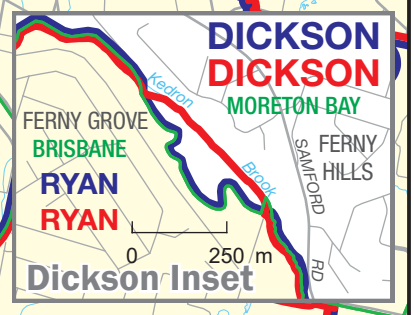 DICKSON
DICKSON
Kedron
MORETON BAY
FERNY GROVE
BRISBANE
FERNY
HILLS
RYAN
RYAN
Brook
SAMFORD
RD
0 250 m
Dickson Inset